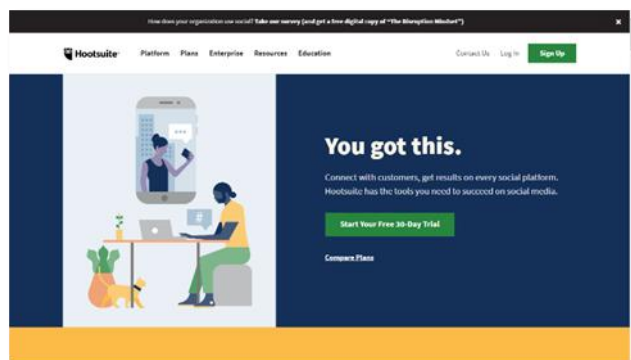 How does your organization use social? Take our survey (and get a free digital copy of “The Disruption Mindset”)
Hootsuite
Platform Plans Enterprise Resources Education Contact Us Log In Sign Up
You got this.
Connect with customers, get results on every social platform.
Hootsuite has the tools you need to succeed on social media.
Start Your Free 30-Day Trial
Compare Plans
#